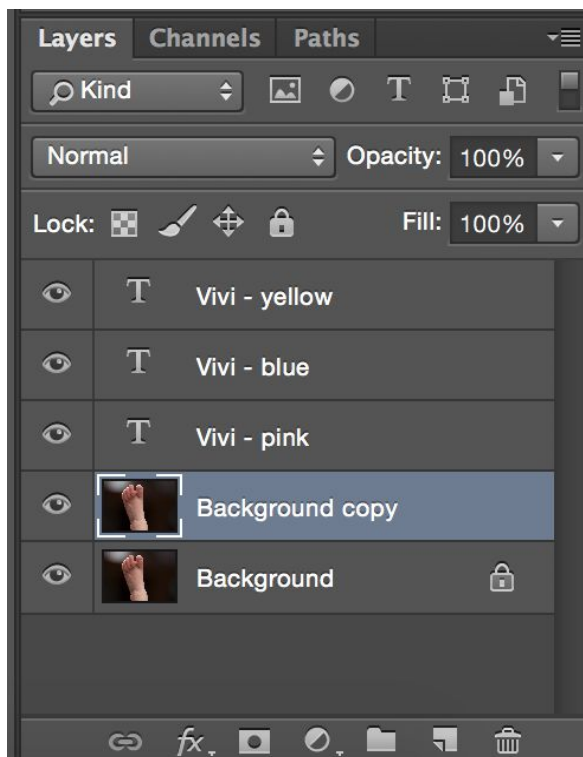 Layers Channels Paths
Kind T
Normal Opacity: 100%
Lock: Fill: 100%
T Vivi - yellow
T Vivi - blue
T Vivi - pink
Background copy
Background
fx